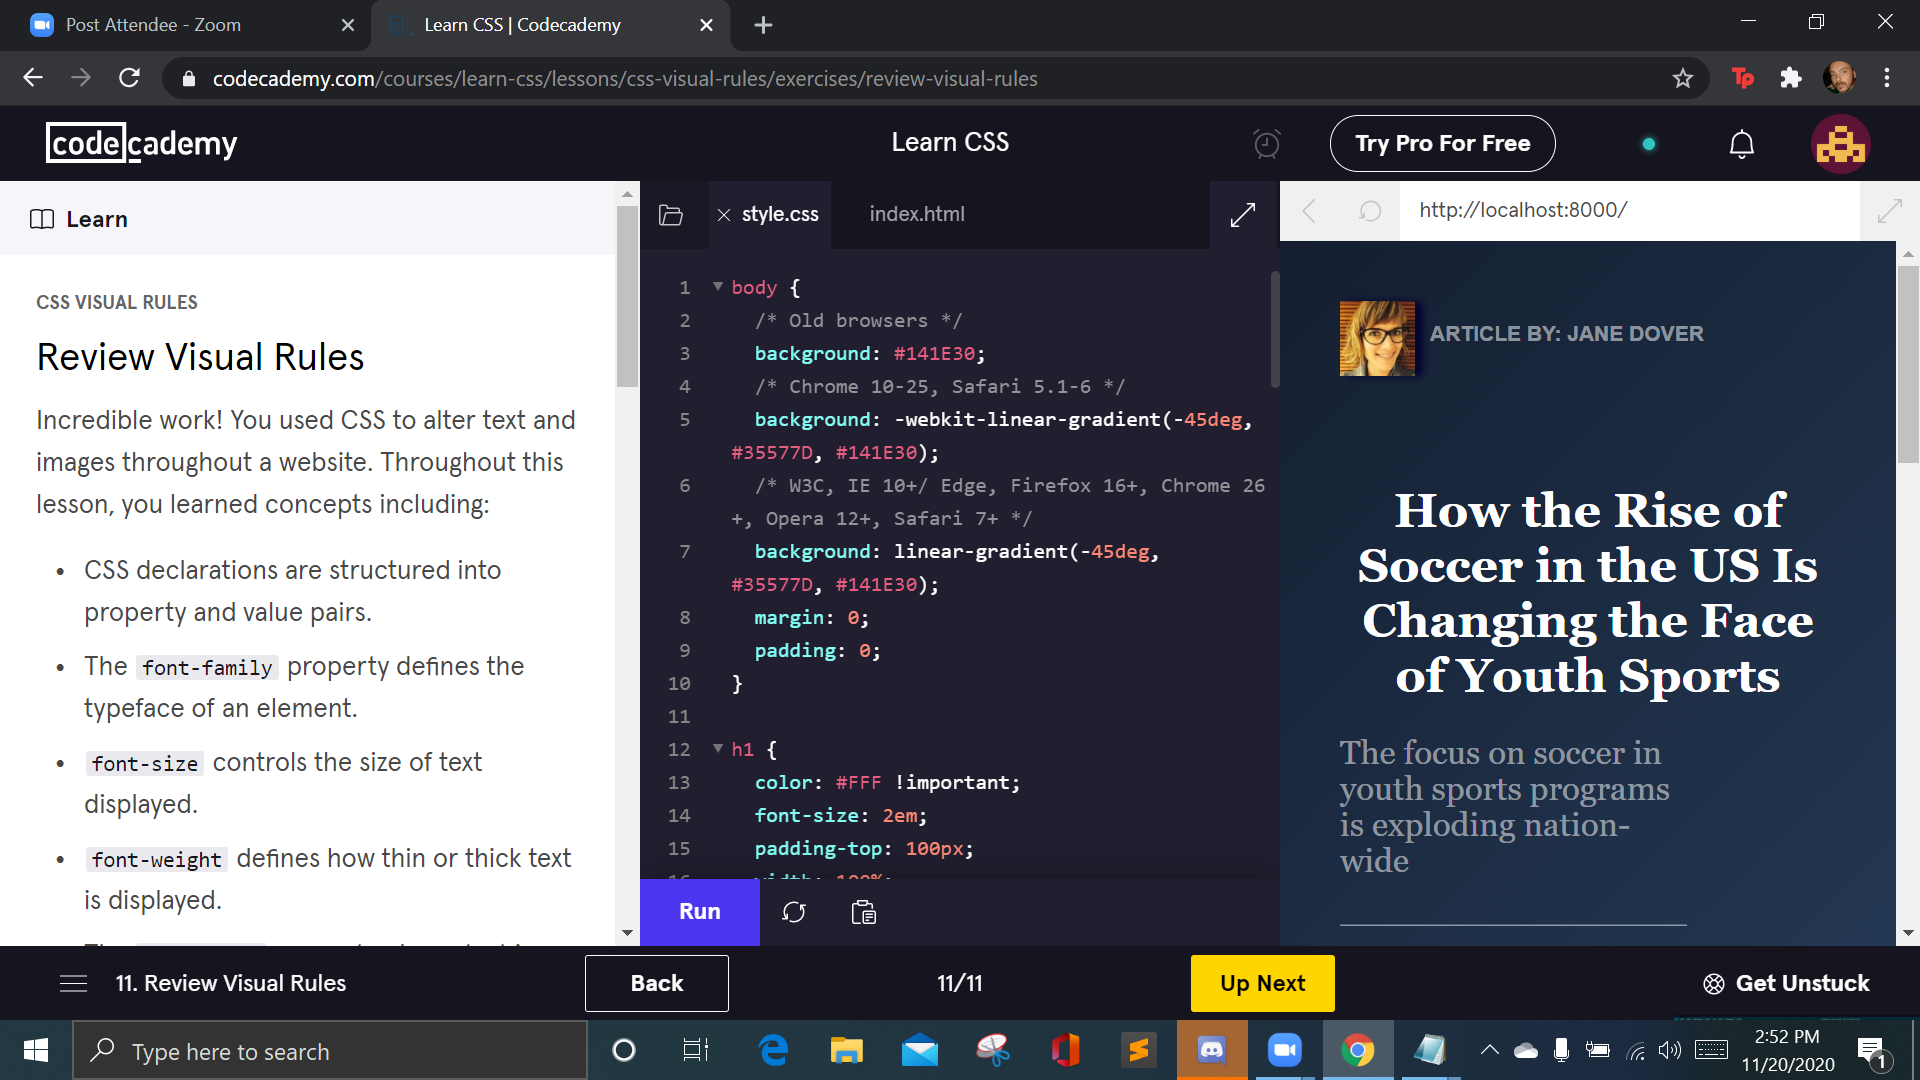 Post Attendee - Zoom
Learn CSS | Codecademy
codecademy.com/courses/learn-css/lessons/css-visual-rules/exercises/review-visual-rules
Tp
codecademy
Learn CSS
Try Pro For Free
Learn
CSS VISUAL RULES
Review Visual Rules
Incredible work! You used CSS to alter text and
images throughout a website. Throughout this
lesson, you learned concepts including:
• CSS declarations are structured into
property and value pairs.
• The font-family property defines the
typeface of an element.
• font-size controls the size of text
displayed.
• font-weight defines how thin or thick text
is displayed.
style.css
index.html
1 body {
2 /* Old browsers */
3 background: #141E30;
4 /* Chrome 10-25, Safari 5.1-6 */
5 background: -webkit-linear-gradient(-45deg,
#35577D, #141E30);
6 /* W3C, IE 10+/ Edge, Firefox 16+, Chrome 26
+, Opera 12+, Safari 7+ */
7 background: linear-gradient(-45deg,
#35577D, #141E30);
8 margin: 0;
9 padding: 0;
10 }
11
12 h1 {
13 color: #FFF !important;
14 font-size: 2em;
15 padding-top: 100px;
16 width: 100%;
Run
http://localhost:8000/
ARTICLE BY: JANE DOVER
How the Rise of
Soccer in the US Is
Changing the Face
of Youth Sports
The focus on soccer in
youth sports programs
is exploding nation-
wide
11. Review Visual Rules
Back
11/11
Up Next
Get Unstuck
Type here to search
2:52 PM
11/20/2020
1